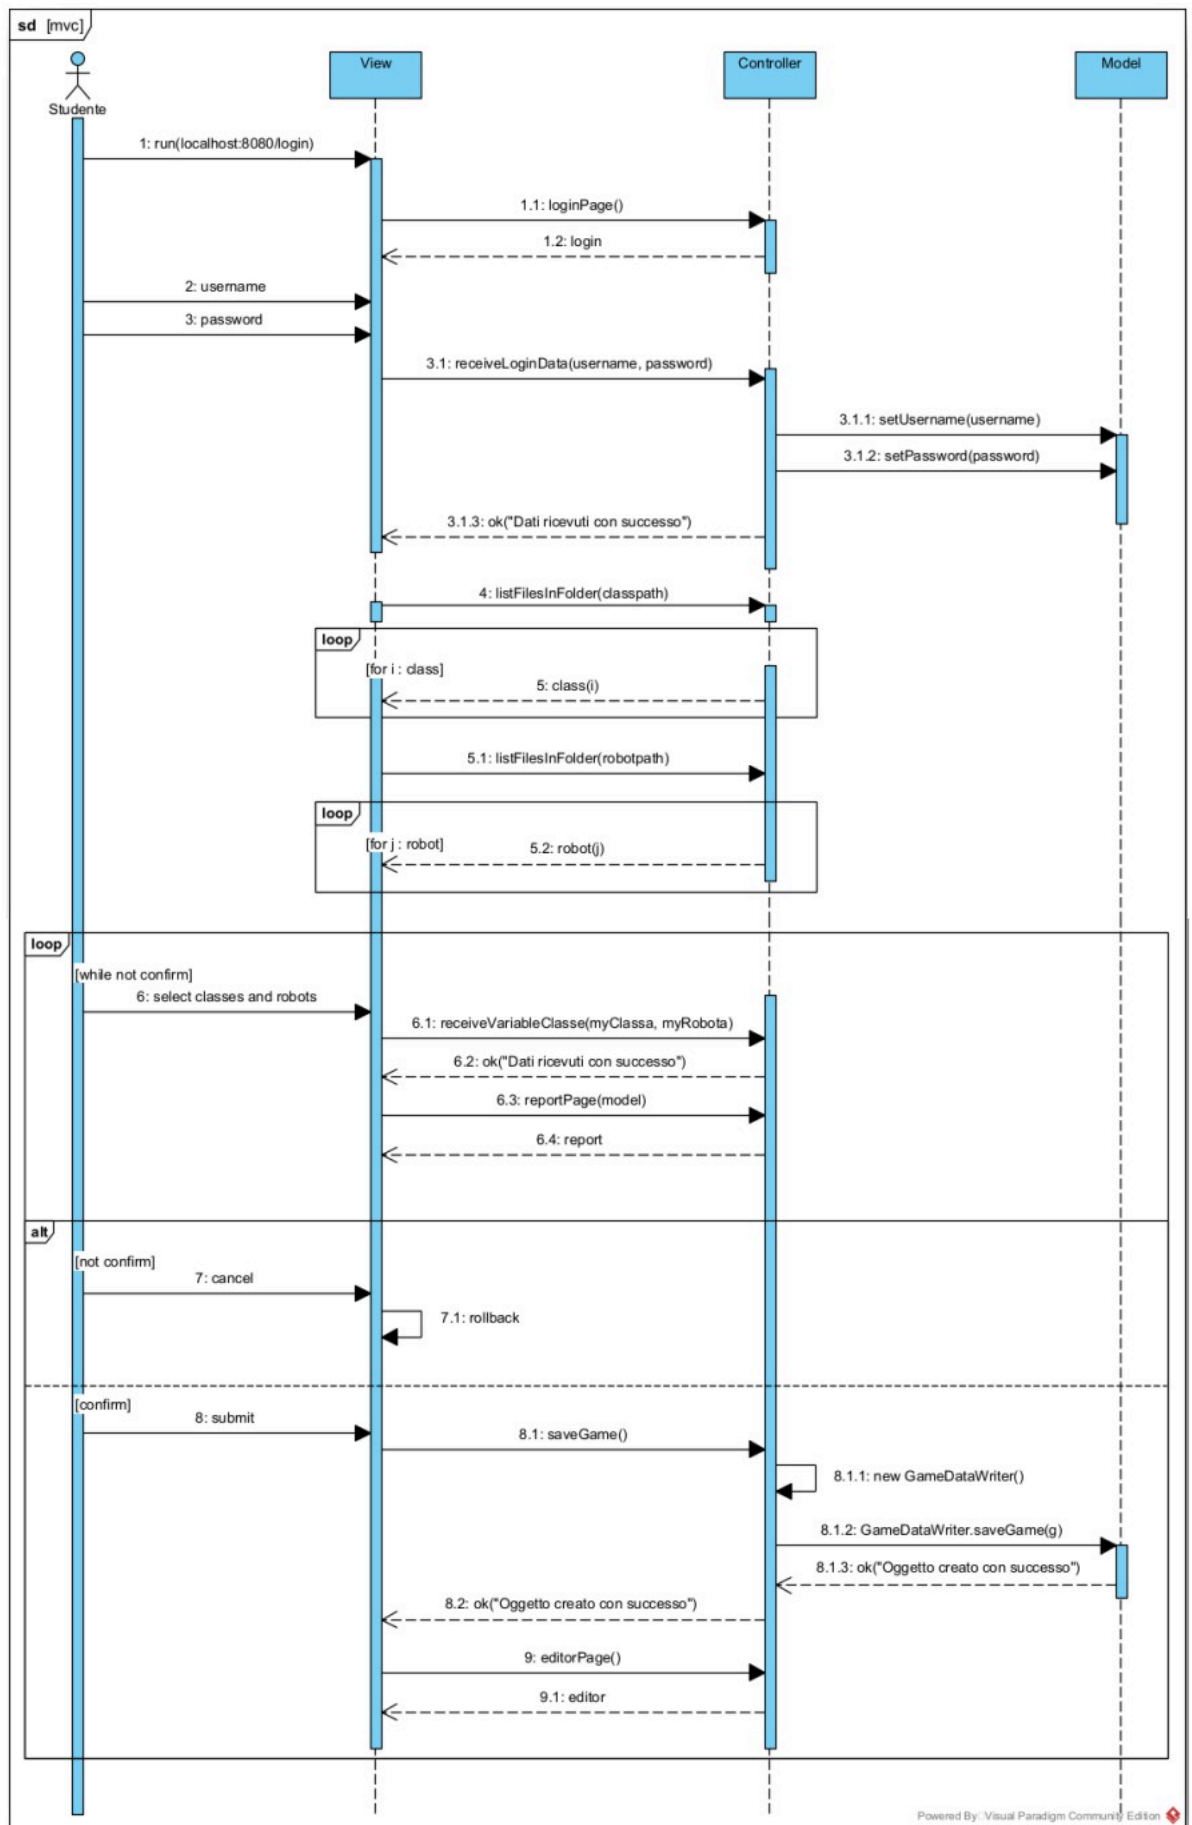 sd [mvc]
Studente
View
Controller
Model
1: run(localhost:8080/login)
1.1: loginPage()
1.2: login
2: username
3: password
3.1: receiveLoginData(username, password)
3.1.1: setUsername(username)
3.1.2: setPassword(password)
3.1.3: ok("Dati ricevuti con successo")
4: listFilesInFolder(classpath)
loop
[for i : class]
5: class(i)
5.1: listFilesInFolder(robotpath)
loop
[for j : robot]
5.2: robot(j)
loop
[while not confirm]
6: select classes and robots
6.1: receiveVariableClasse(myClassa, myRobota)
6.2: ok("Dati ricevuti con successo")
6.3: reportPage(model)
6.4: report
alt
[not confirm]
7: cancel
7.1: rollback
[confirm]
8: submit
8.1: saveGame()
8.1.1: new GameDataWriter()
8.1.2: GameDataWriter.saveGame(g)
8.1.3: ok("Oggetto creato con successo")
8.2: ok("Oggetto creato con successo")
9: editorPage()
9.1: editor
Powered By Visual Paradigm Community Edition